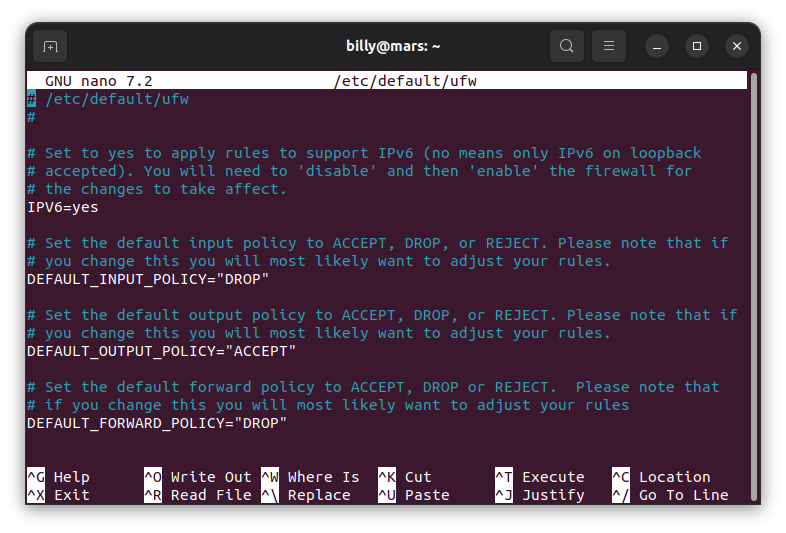 billy@mars: ~
GNU nano 7.2 /etc/default/ufw
# /etc/default/ufw
#
# Set to yes to apply rules to support IPv6 (no means only IPv6 on loopback
# accepted). You will need to 'disable' and then 'enable' the firewall for
# the changes to take affect.
IPV6=yes
# Set the default input policy to ACCEPT, DROP, or REJECT. Please note that if
# you change this you will most likely want to adjust your rules.
DEFAULT_INPUT_POLICY="DROP"
# Set the default output policy to ACCEPT, DROP, or REJECT. Please note that if
# you change this you will most likely want to adjust your rules.
DEFAULT_OUTPUT_POLICY="ACCEPT"
# Set the default forward policy to ACCEPT, DROP or REJECT.  Please note that
# if you change this you will most likely want to adjust your rules
DEFAULT_FORWARD_POLICY="DROP"
^G Help ^O Write Out ^W Where Is ^K Cut ^T Execute ^C Location
^X Exit ^R Read File ^\ Replace ^U Paste ^J Justify ^/ Go To Line